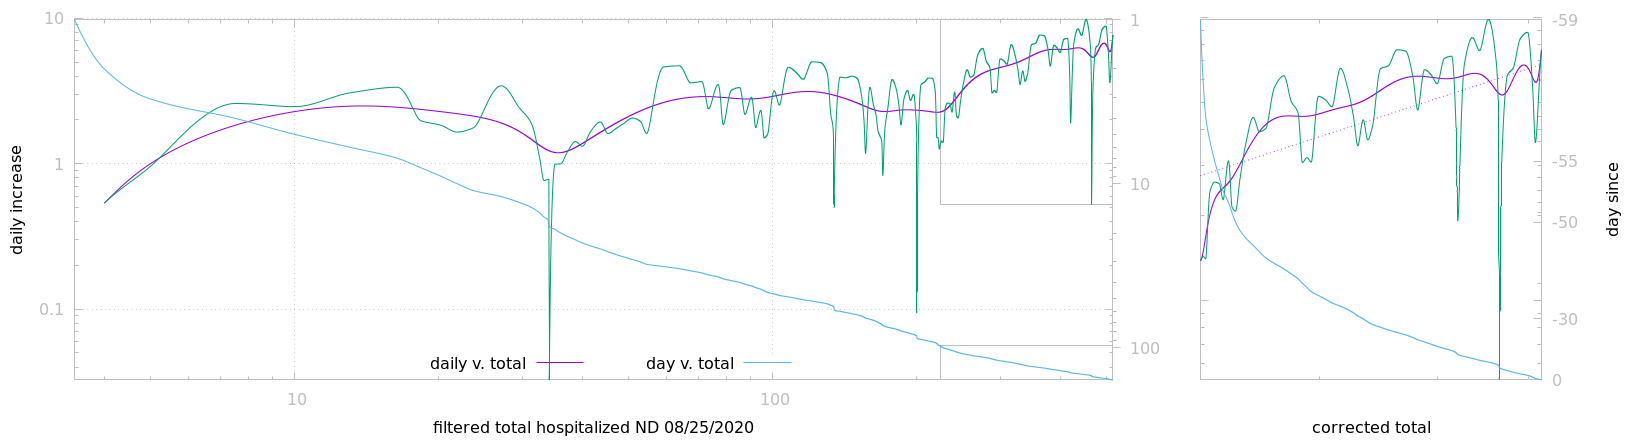 10
1
0.1
daily increase
10
100
filtered total hospitalized ND 08/25/2020
daily v. total
day v. total
1
10
100
-59
-55
-50
-30
0
day since
corrected total